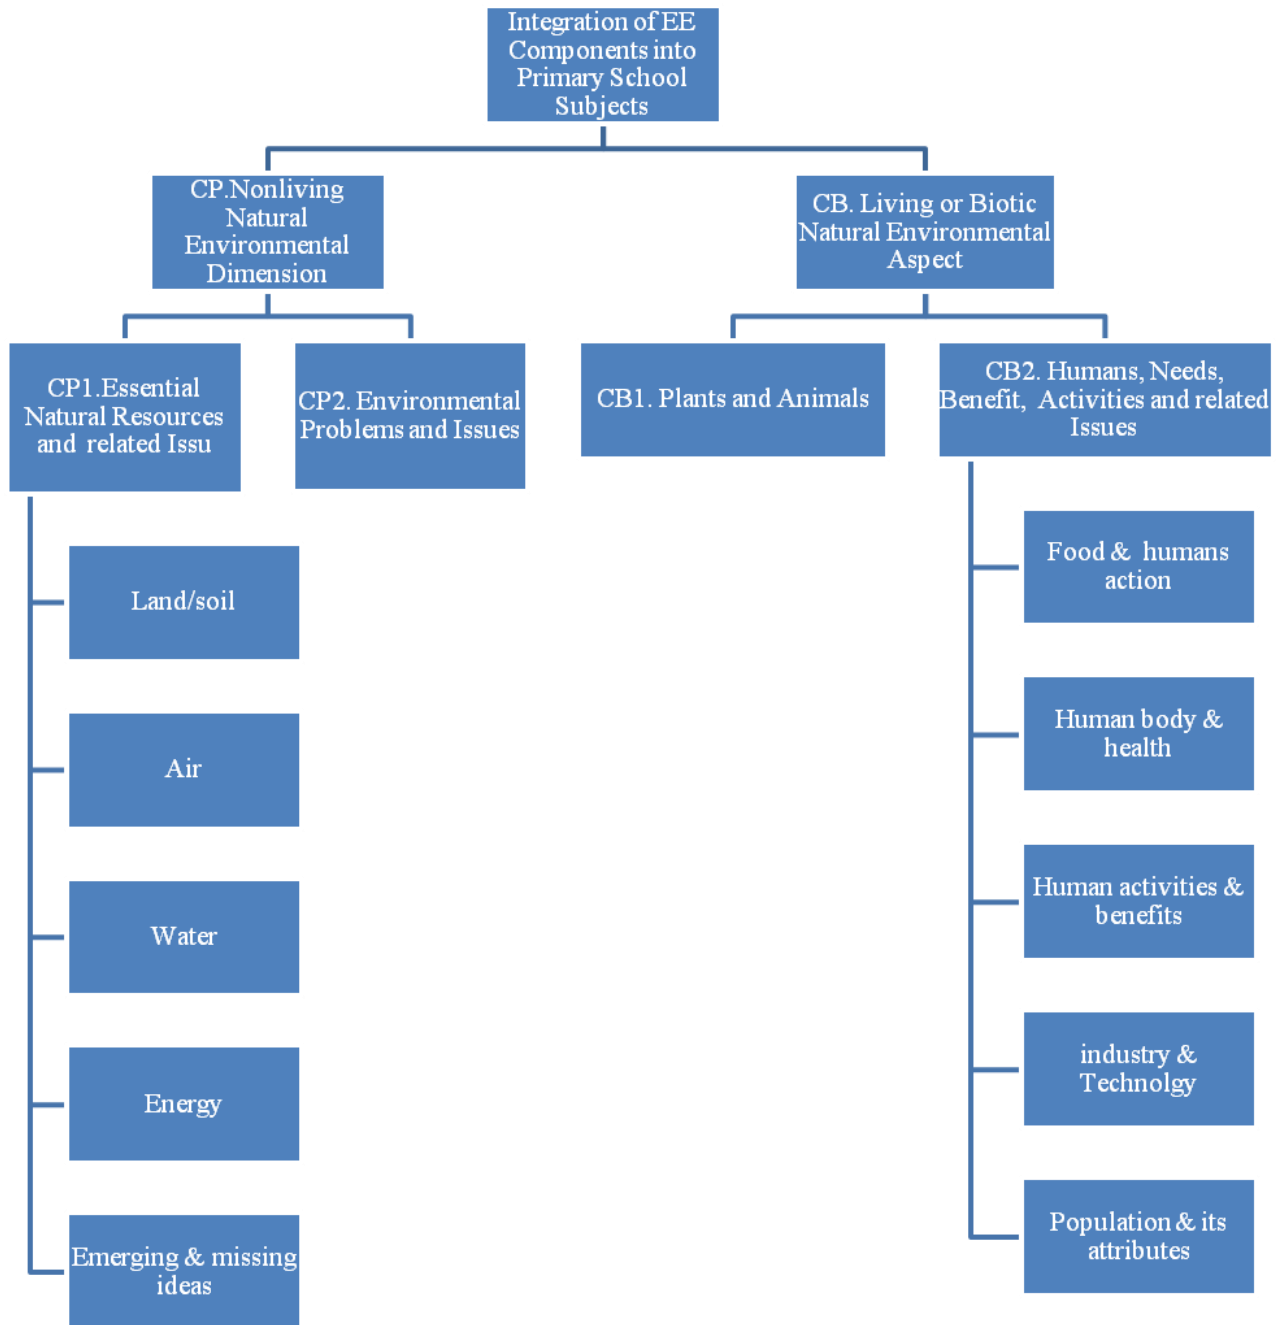 Integration of EE
Components into
Primary School
Subjects
CP.Nonliving
Natural
Environmental
Dimension
CB. Living or Biotic
Natural Environmental
Aspect
CP1.Essential
Natural Resources
and related Issu
CP2. Environmental
Problems and Issues
CB1. Plants and Animals
CB2. Humans, Needs,
Benefit, Activities and related
Issues
Land/soil
Air
Water
Energy
Emerging & missing
ideas
Food & humans
action
Human body &
health
Human activities &
benefits
industry &
Technolgy
Population & its
attributes